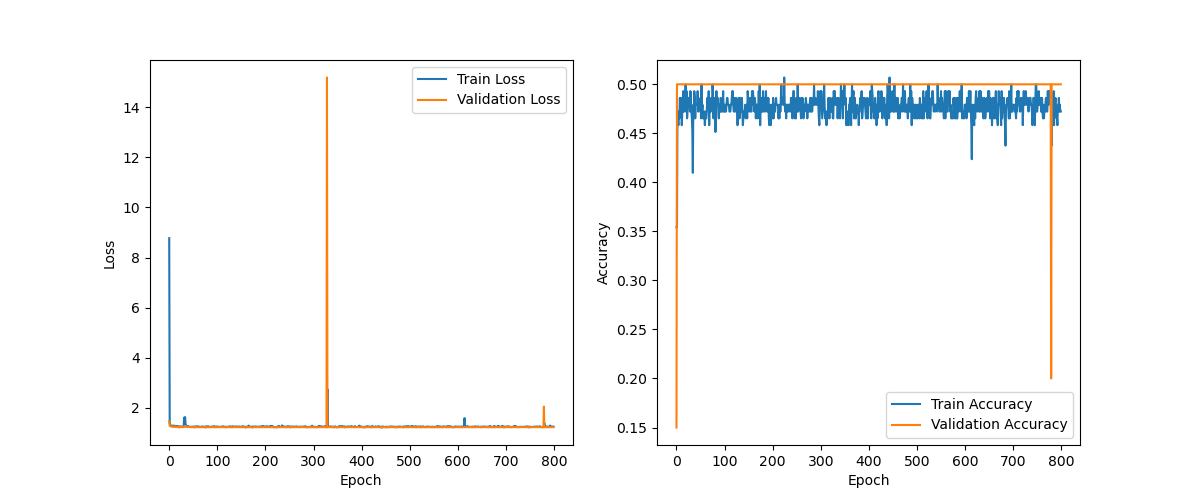 Train Loss
Validation Loss
14
12
10
8
6
4
2
Loss
0 100 200 300 400 500 600 700 800
Epoch
0.50
0.45
0.40
0.35
0.30
0.25
0.20
0.15
Accuracy
Train Accuracy
Validation Accuracy
0 100 200 300 400 500 600 700 800
Epoch